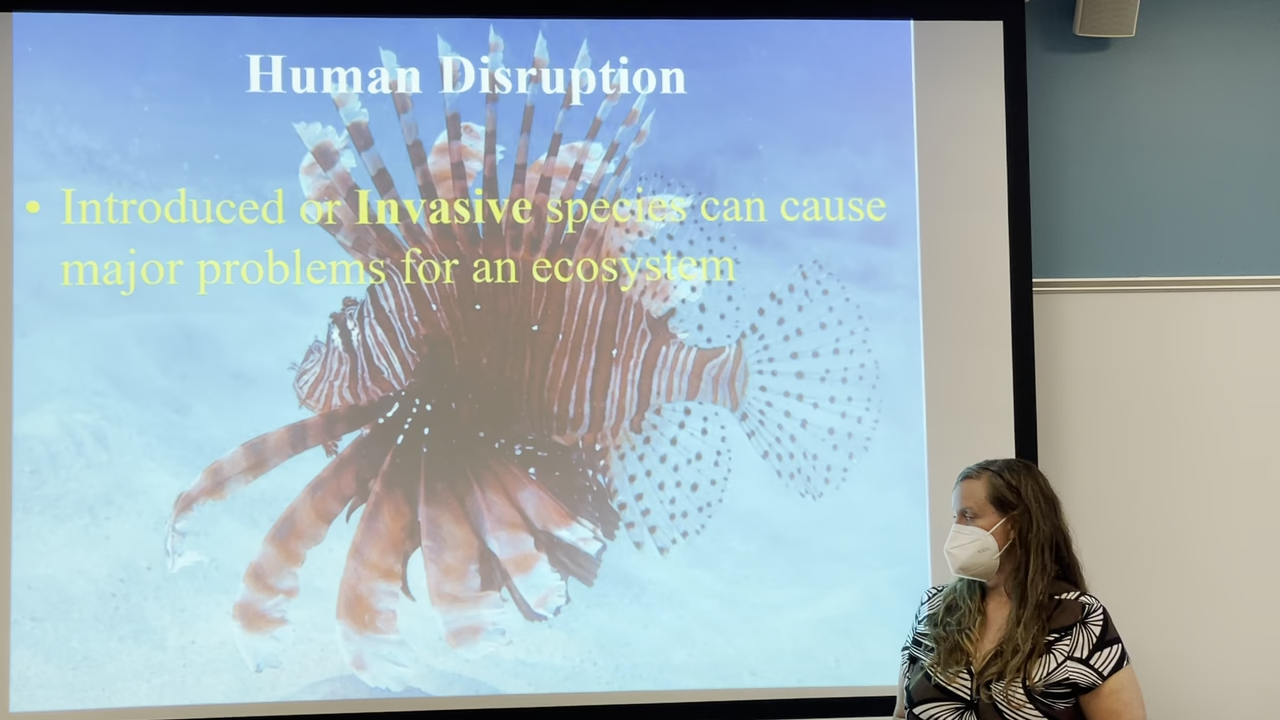 Human Disruption
• Introduced or Invasive species can cause
major problems for an ecosystem